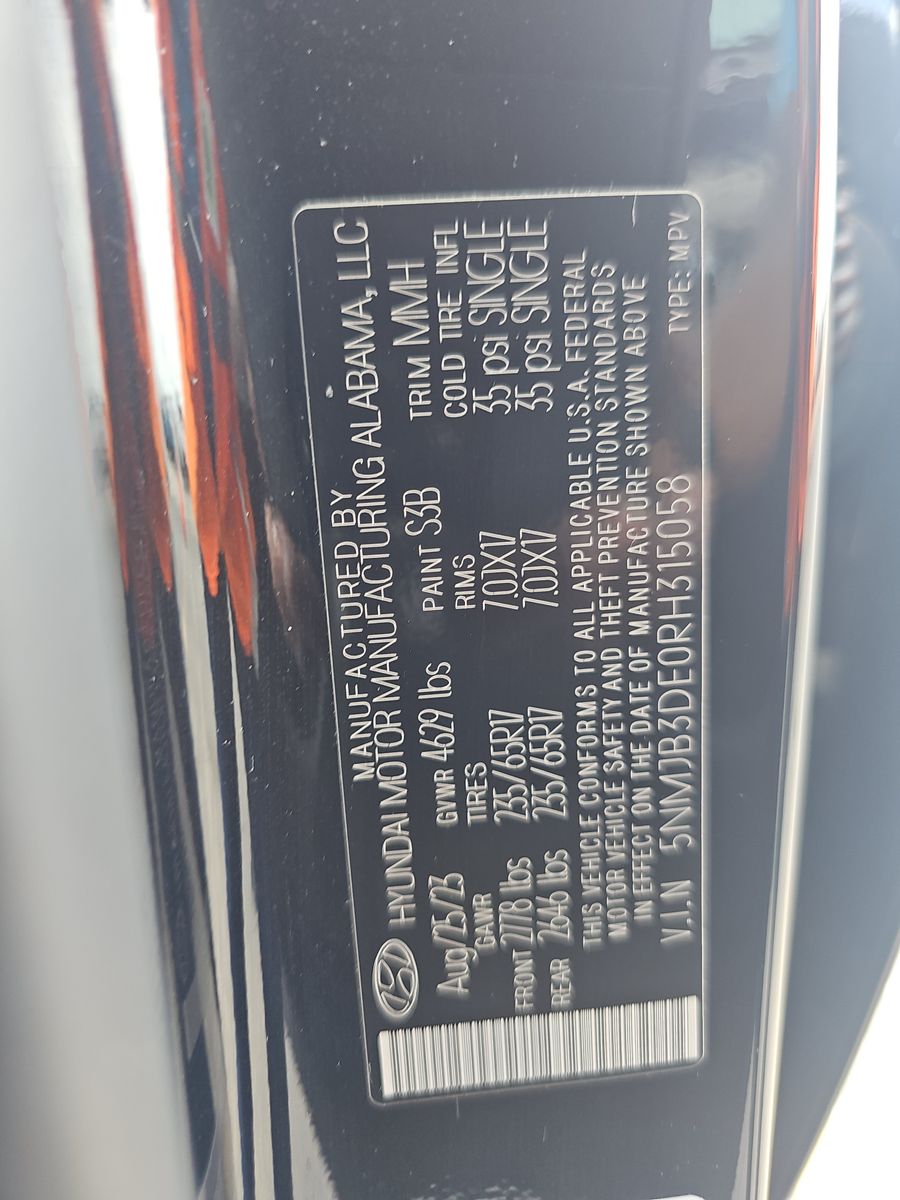 MANUFACTURED BY
HYUNDAI MOTOR MANUFACTURING ALABAMA, LLC
Aug/25/23 GVWR 4629 lbs PAINT S3B TRIM MMH
GAWR TIRES RIMS COLD TIRE INFL
FRONT 2778 lbs 235/65R17 7.0JX17 35 psi SINGLE
REAR 2646 lbs 235/65R17 7.0JX17 35 psi SINGLE
THIS VEHICLE CONFORMS TO ALL APPLICABLE U.S.A. FEDERAL
MOTOR VEHICLE SAFETY AND THEFT PREVENTION STANDARDS
IN EFFECT ON THE DATE OF MANUFACTURE SHOWN ABOVE
V.I.N 5NMJB3DE0RH315058 TYPE: MPV